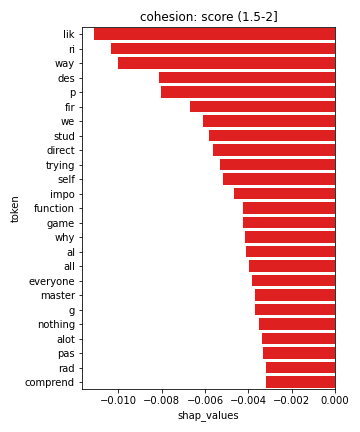 cohesion: score (1.5-2]
lik
ri
way
des
p
fir
we
stud
direct
trying
self
impo
function
game
why
al
all
everyone
master
g
nothing
alot
pas
rad
comprend
token
−0.010 −0.008 −0.006 −0.004 −0.002 0.000
shap_values